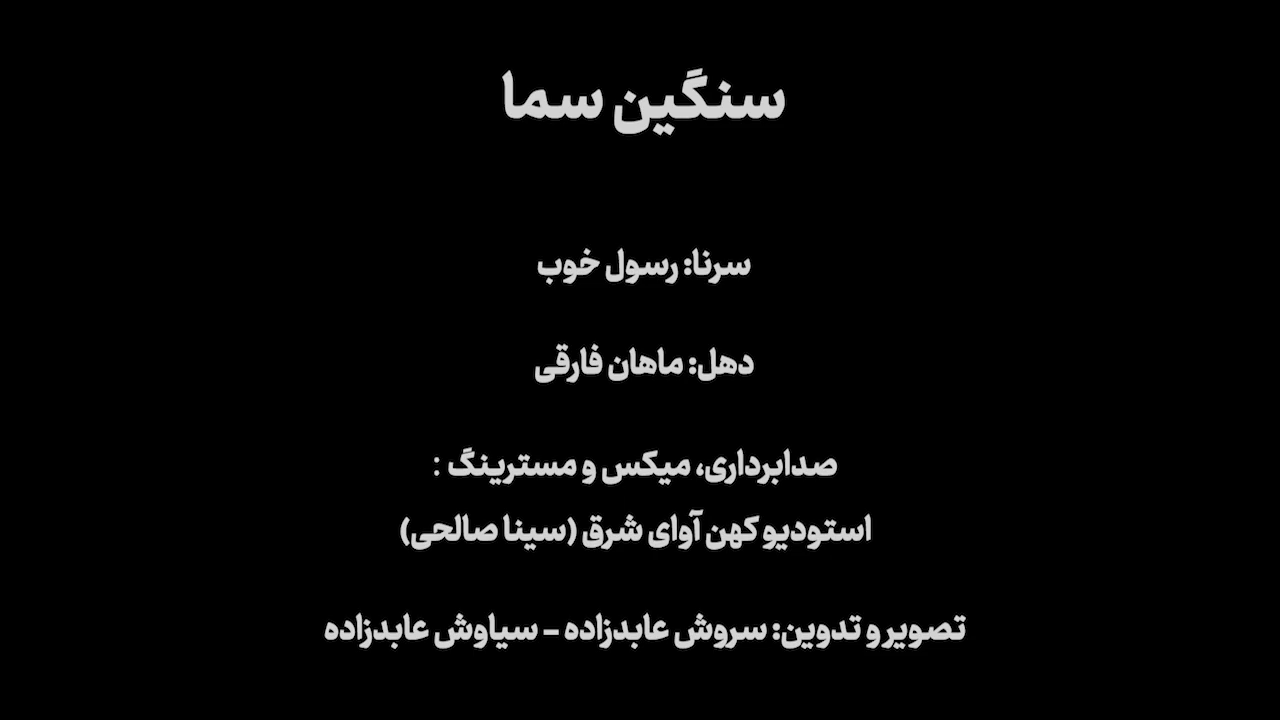 سنگین سما
سرنا: رسول خوب
دهل: ماهان فارقی
صدابرداری، میکس و مسترینگ :
استودیو کهن آوای شرق (سینا صالحی)
تصویر و تدوین: سروش عابدزاده - سیاوش عابدزاده